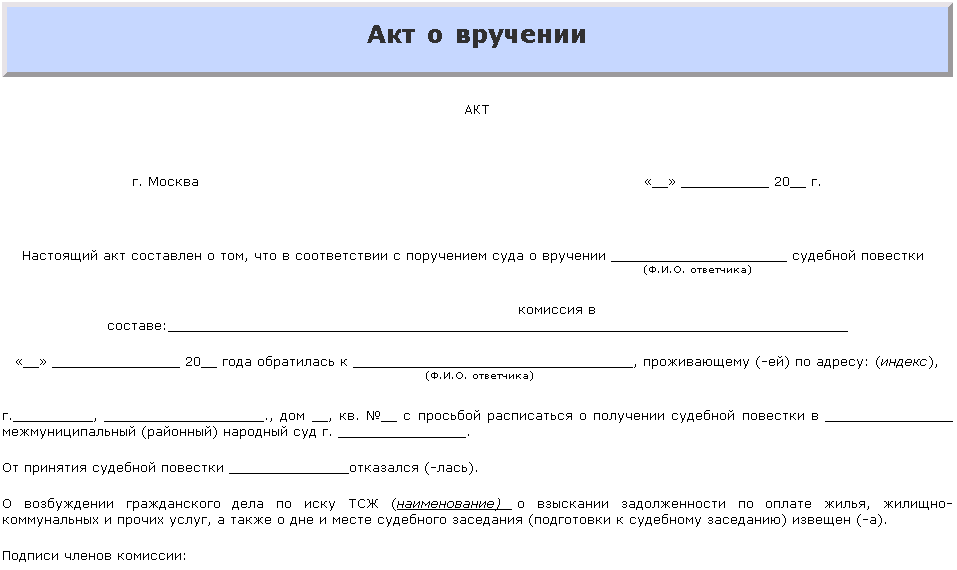 Акт о вручении
АКТ
г. Москва «__» ___________ 20__ г.
Настоящий акт составлен о том, что в соответствии с поручением суда о вручении ______________________ судебной повестки
(Ф.И.О. ответчика)
комиссия в
составе:_____________________________________________________________________________________
«__» ________________ 20__ года обратилась к ___________________________________, проживающему (-ей) по адресу: (индекс),
(Ф.И.О. ответчика)
г.__________, ____________________., дом __, кв. №__ с просьбой расписаться о получении судебной повестки в ________________
межмуниципальный (районный) народный суд г. ________________.
От принятия судебной повестки _______________отказался (-лась).
О возбуждении гражданского дела по иску ТСЖ (наименование) о взыскании задолженности по оплате жилья, жилищно-
коммунальных и прочих услуг, а также о дне и месте судебного заседания (подготовки к судебному заседанию) извещен (-а).
Подписи членов комиссии: